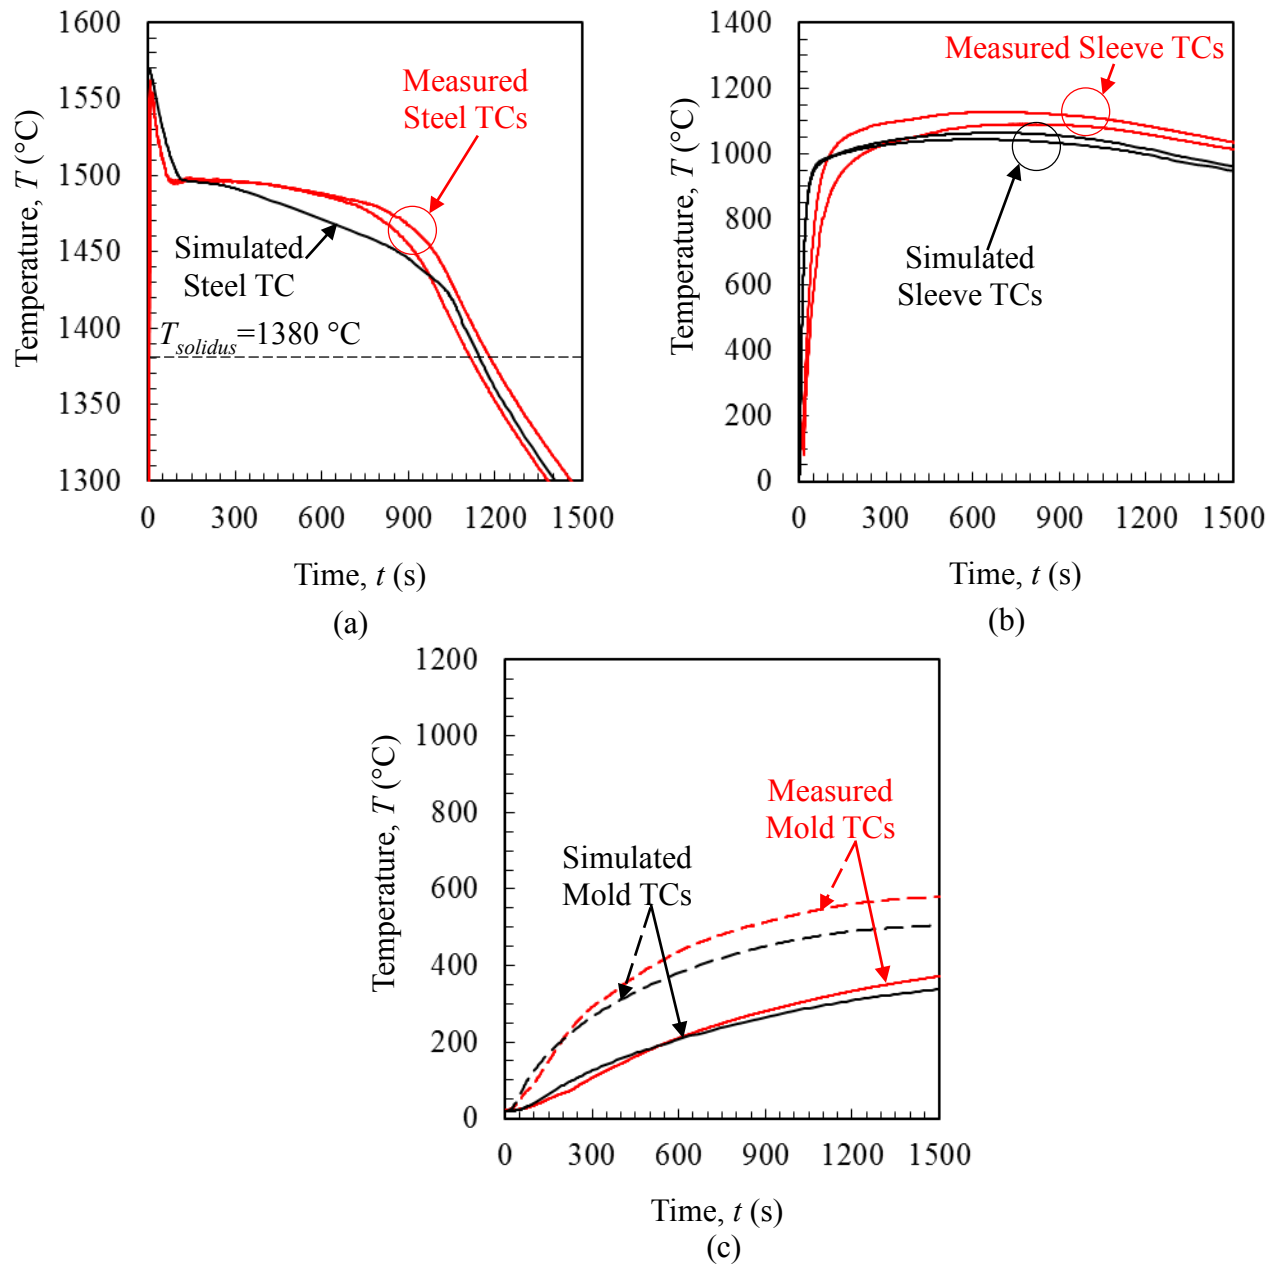 1600
1550
1500
1450
1400
1350
1300
Temperature, T (°C)
Measured
Steel TCs
Simulated
Steel TC
Tsolidus=1380 °C
0 300 600 900 1200 1500
Time, t (s)
(a)
1400
1200
1000
800
600
400
200
0
Temperature, T (°C)
Measured Sleeve TCs
Simulated
Sleeve TCs
0 300 600 900 1200 1500
Time, t (s)
(b)
1200
1000
800
600
400
200
0
Temperature, T (°C)
Measured
Mold TCs
Simulated
Mold TCs
0 300 600 900 1200 1500
Time, t (s)
(c)